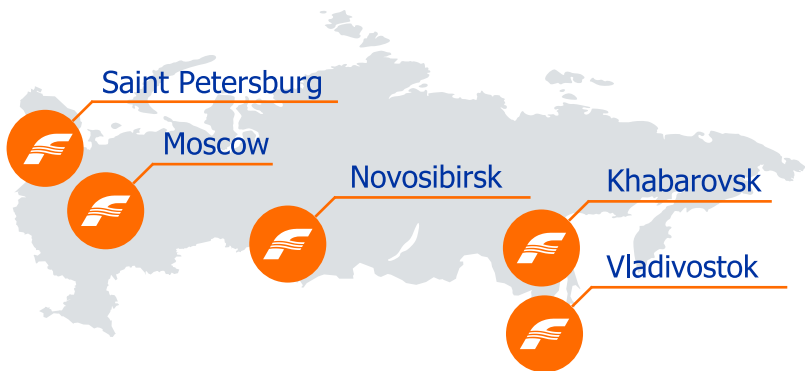 Saint Petersburg
Moscow
Novosibirsk
Khabarovsk
Vladivostok